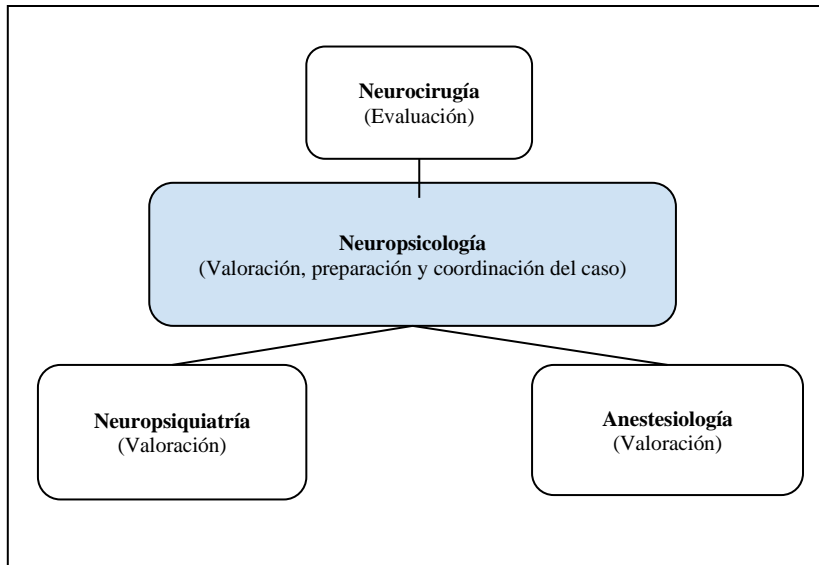 Neurocirugía
(Evaluación)
Neuropsicología
(Valoración, preparación y coordinación del caso)
Neuropsiquiatría
(Valoración)
Anestesiología
(Valoración)